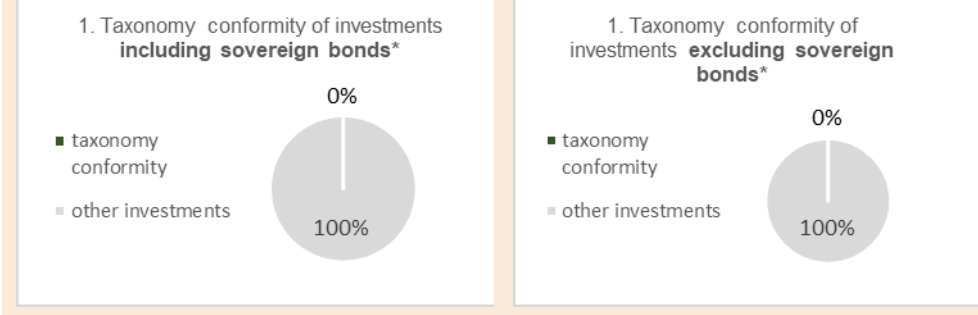 1. Taxonomy conformity of investments
including sovereign bonds*
0%
taxonomy
conformity
other investments
100%
1. Taxonomy conformity of
investments excluding sovereign
bonds*
0%
taxonomy
conformity
other investments
100%